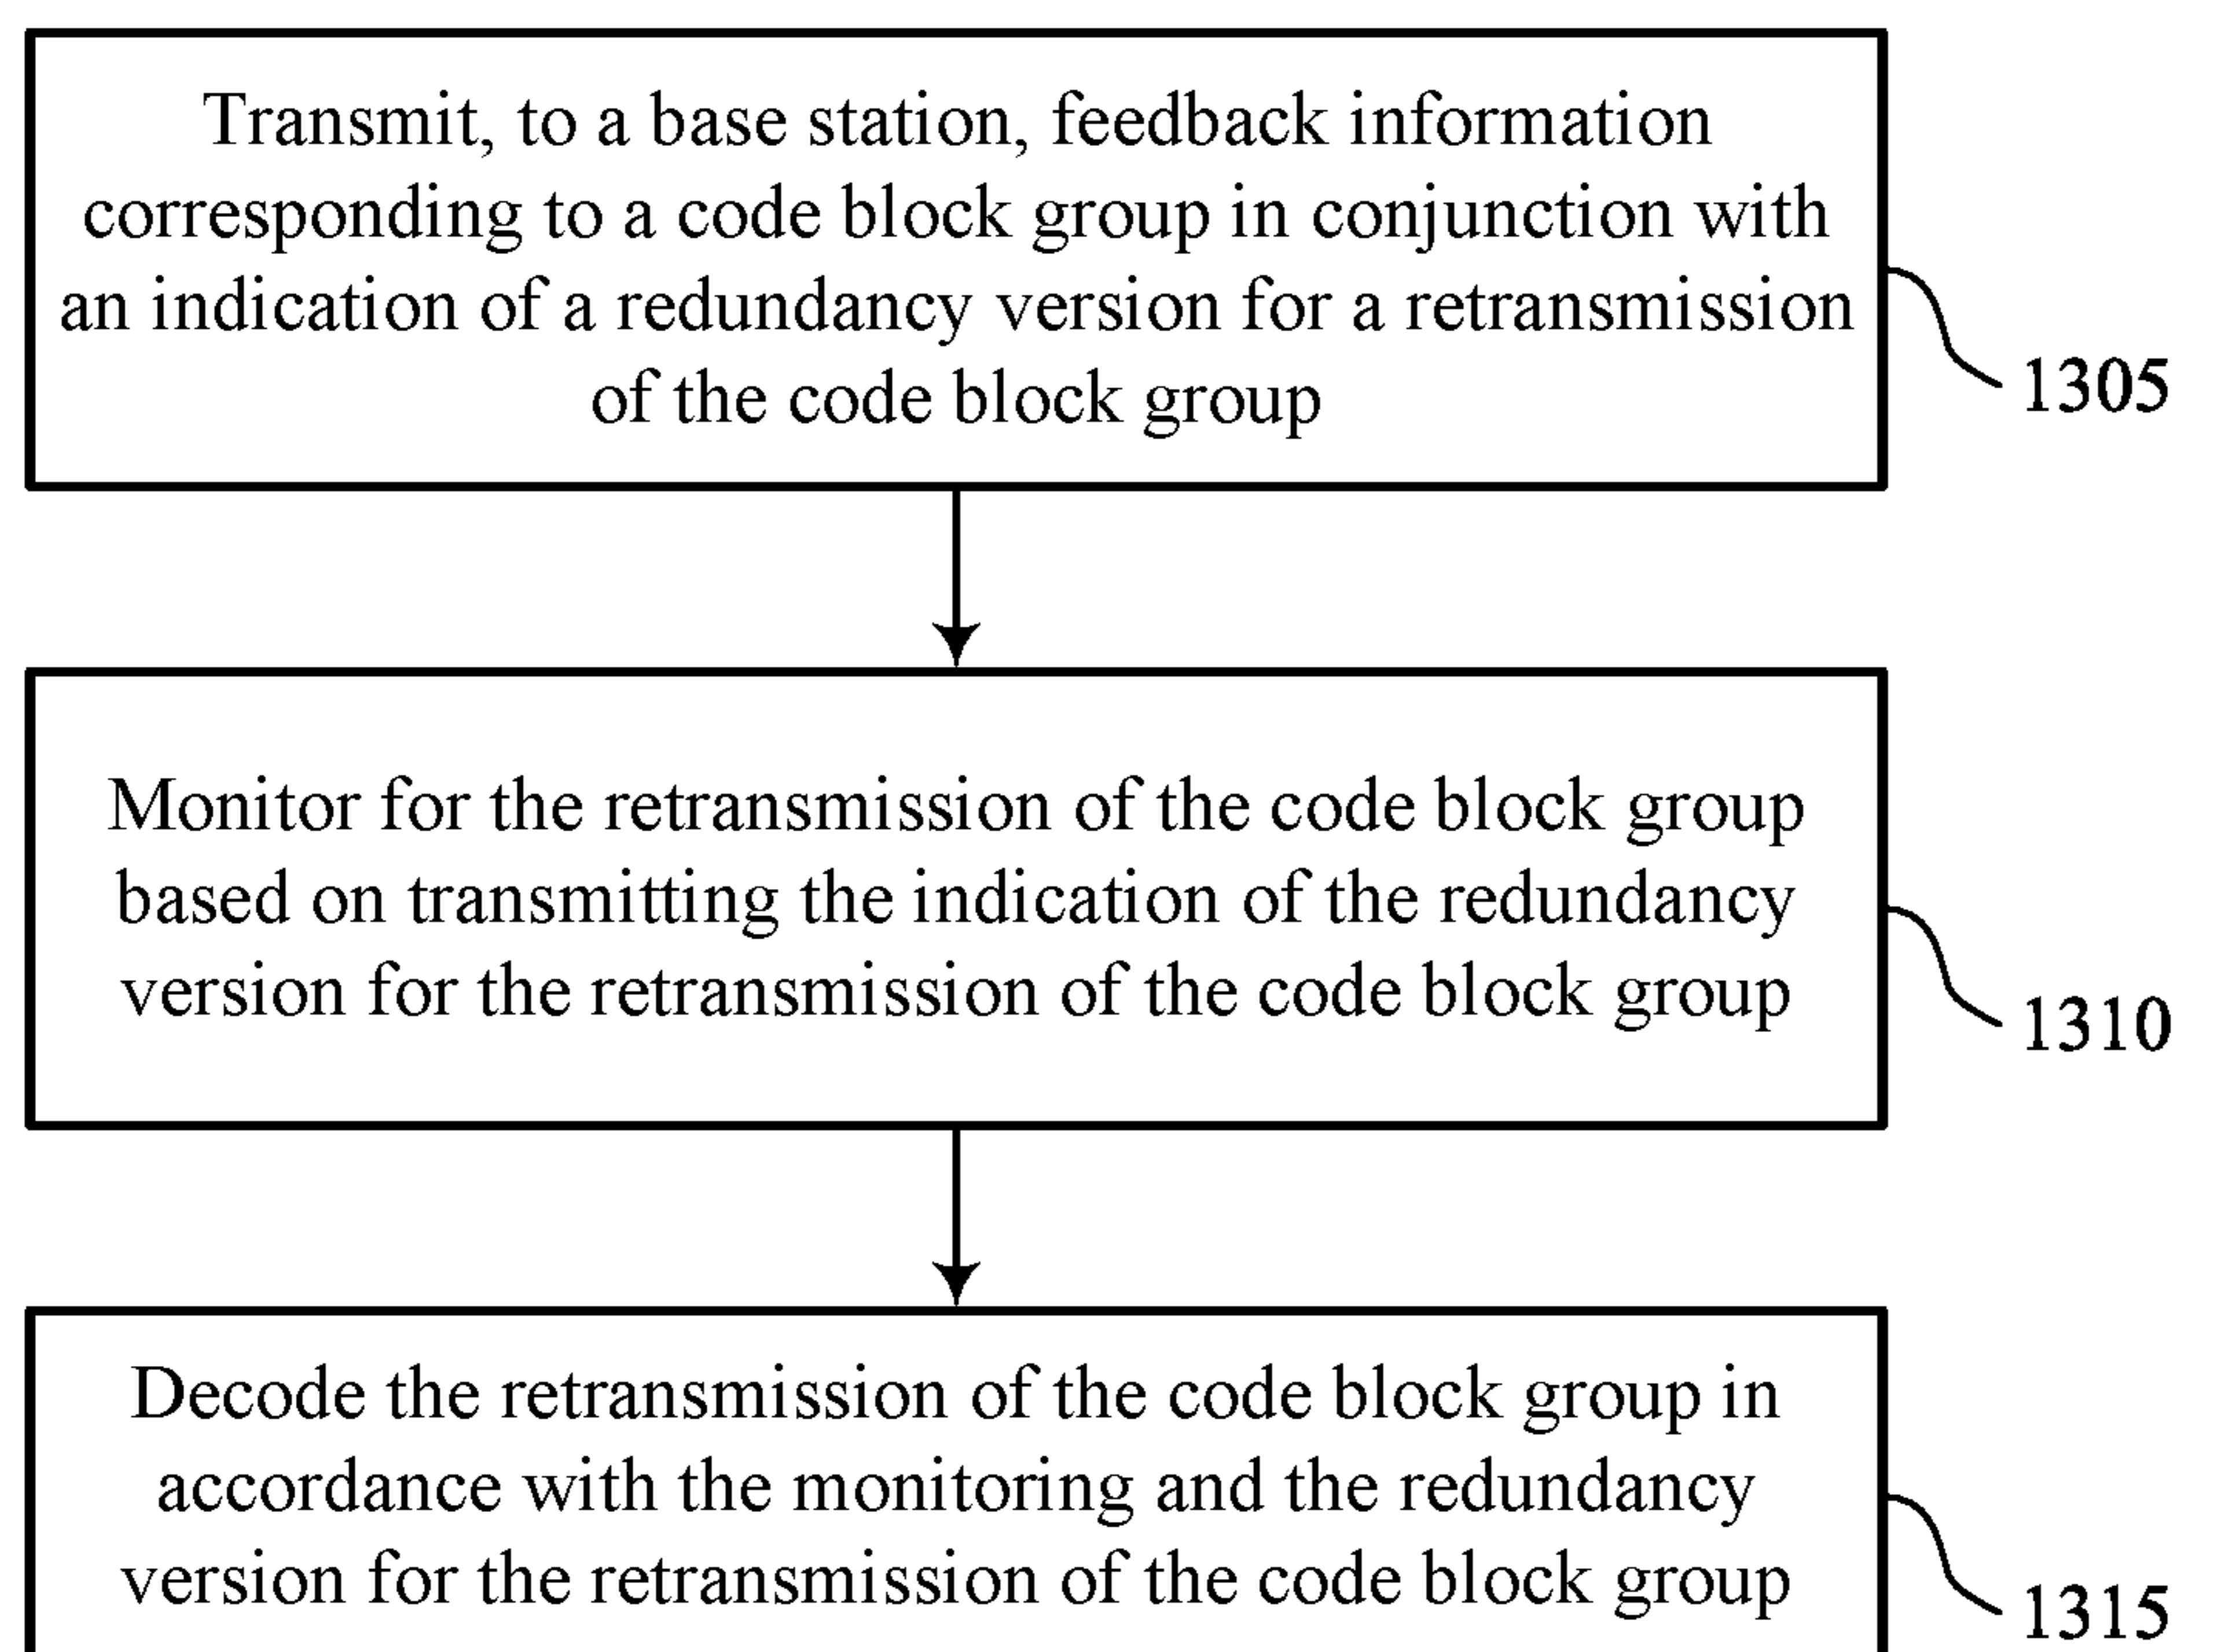 Transmit, to a base station, feedback information
corresponding to a code block group in conjunction with
an indication of a redundancy version for a retransmission
of the code block group
1305
Monitor for the retransmission of the code block group
based on transmitting the indication of the redundancy
version for the retransmission of the code block group
1310
Decode the retransmission of the code block group in
accordance with the monitoring and the redundancy
version for the retransmission of the code block group
1315